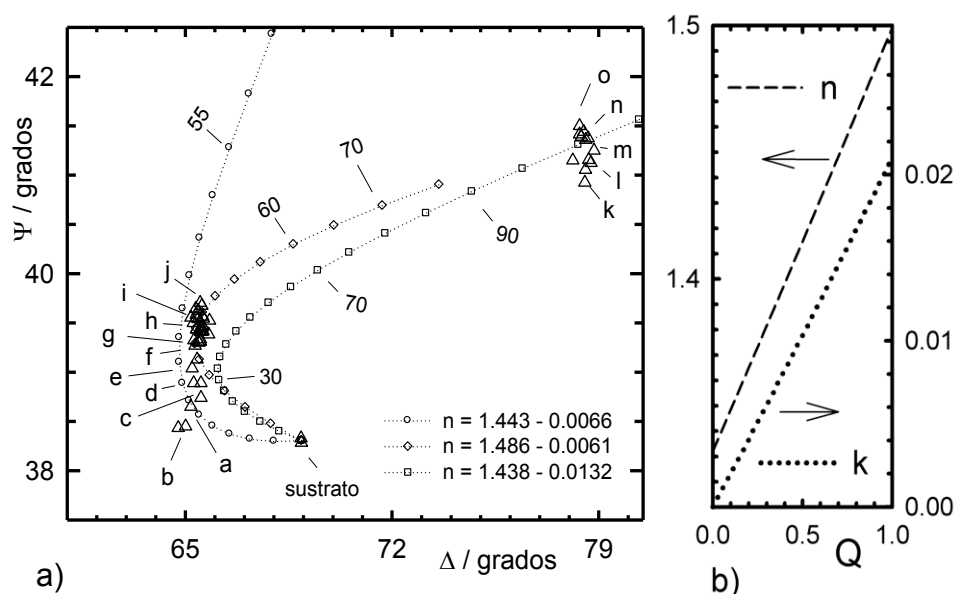 42
40
38
Ψ / grados
65
72
79
Δ / grados
a)
55
70
60
90
70
30
o
n
m
l
k
j
i
h
g
f
e
d
c
b
a
sustrato
n = 1.443 - 0.0066
n = 1.486 - 0.0061
n = 1.438 - 0.0132
1.5
1.4
n
k
0.02
0.01
0.00
0.0
0.5
1.0
Q
b)